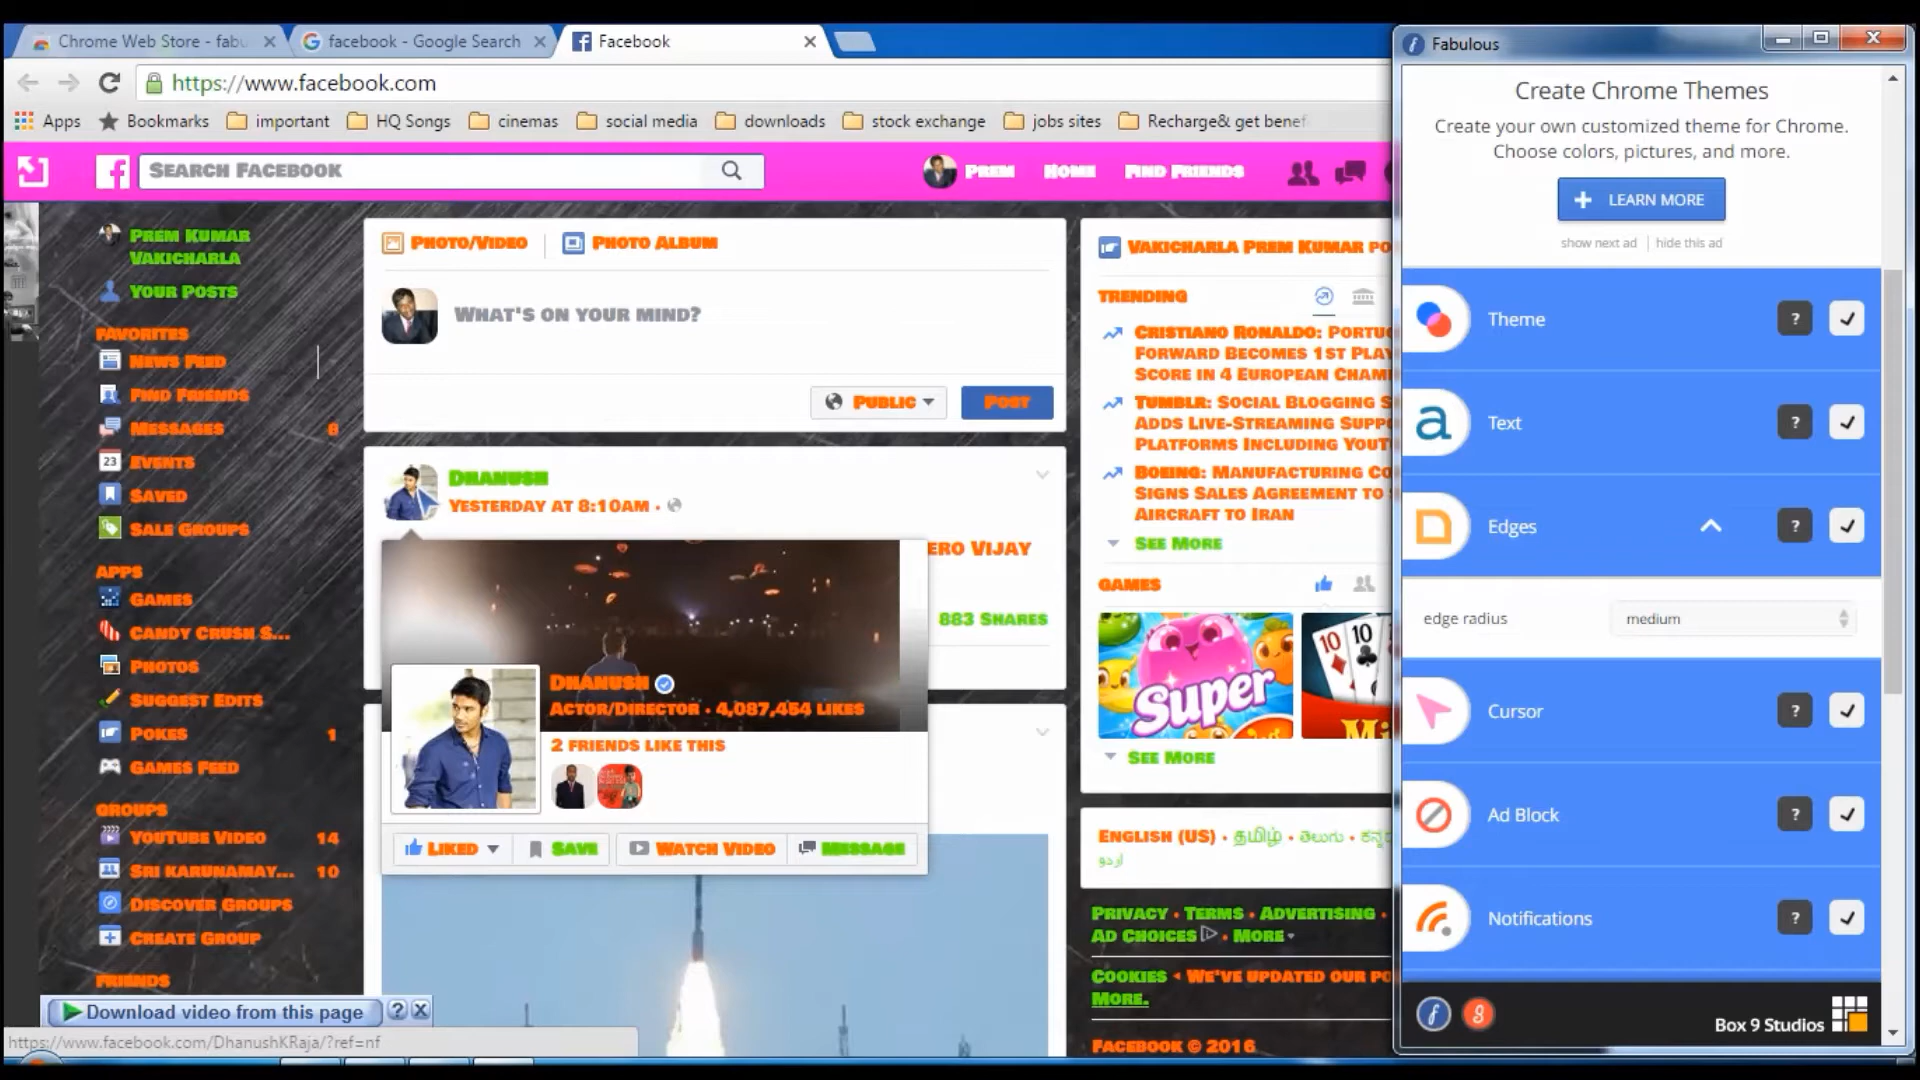 Chrome Web Store - fabu
facebook - Google Search
Facebook
Fabulous
https://www.facebook.com
Apps
Bookmarks
important
HQ Songs
cinemas
social media
downloads
stock exchange
jobs sites
Recharge& get benef
SEARCH FACEBOOK
PREM
HOME
FIND FRIENDS
PREM KUMAR
VAKICHARLA
YOUR POSTS
FAVORITES
NEWS FEED
FIND FRIENDS
MESSAGES 8
23 EVENTS
SAVED
SALE GROUPS
APPS
GAMES
CANDY CRUSH S...
PHOTOS
SUGGEST EDITS
POKES 1
GAMES FEED
GROUPS
YOUTUBE VIDEO 14
SRI KARUNAMAY... 10
DISCOVER GROUPS
CREATE GROUP
FRIENDS
Download video from this page ? X
https://www.facebook.com/DhanushKRaja/?ref=nf
PHOTO/VIDEO
PHOTO ALBUM
WHAT'S ON YOUR MIND?
PUBLIC
POST
DHANUSH
YESTERDAY AT 8:10AM ·
ERO VIJAY
883 SHARES
DHANUSH
ACTOR/DIRECTOR · 4,087,454 LIKES
2 FRIENDS LIKE THIS
LIKED
SAVE
WATCH VIDEO
MESSAGE
VAKICHARLA PREM KUMAR PO
TRENDING
CRISTIANO RONALDO: PORTUG
FORWARD BECOMES 1ST PLAY
SCORE IN 4 EUROPEAN CHAM
TUMBLR: SOCIAL BLOGGING S
ADDS LIVE-STREAMING SUPP
PLATFORMS INCLUDING YOUT
BOEING: MANUFACTURING CO
SIGNS SALES AGREEMENT TO
AIRCRAFT TO IRAN
SEE MORE
GAMES
Super
10 10
Mi
SEE MORE
ENGLISH (US) · தமிழ் · తెలుగు · ಕನ್ನ
اردو
PRIVACY · TERMS · ADVERTISING ·
AD CHOICES · MORE
COOKIES · WE'VE UPDATED OUR PO
MORE.
FACEBOOK © 2016
Create Chrome Themes
Create your own customized theme for Chrome.
Choose colors, pictures, and more.
+ LEARN MORE
show next ad | hide this ad
Theme ?
Text ?
Edges ?
edge radius medium
Cursor ?
Ad Block ?
Notifications ?
Box 9 Studios